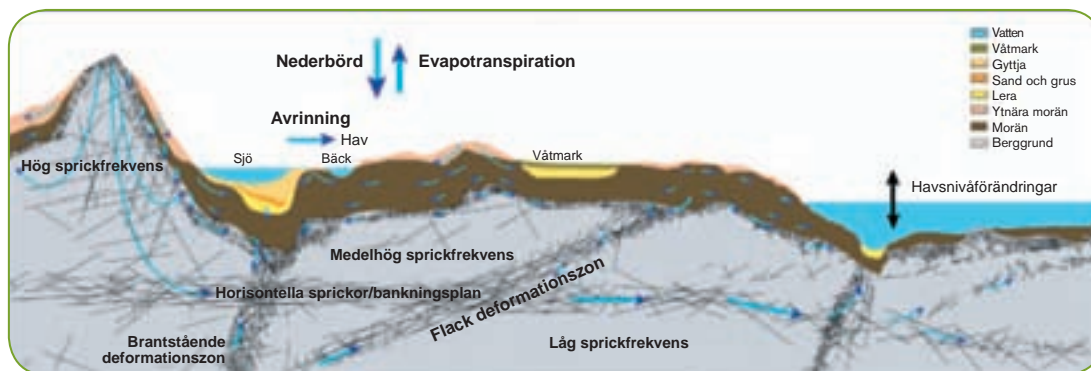 Nederbörd
Evapotranspiration
Avrinning
Hav
Sjö
Bäck
Våtmark
Hög sprickfrekvens
Havsnivåförändringar
Medelhög sprickfrekvens
Horisontella sprickor/bankningsplan
Flack deformationszon
Brantstående
deformationszon
Låg sprickfrekvens
Vatten
Våtmark
Gyttja
Sand och grus
Lera
Ytnära morän
Morän
Berggrund